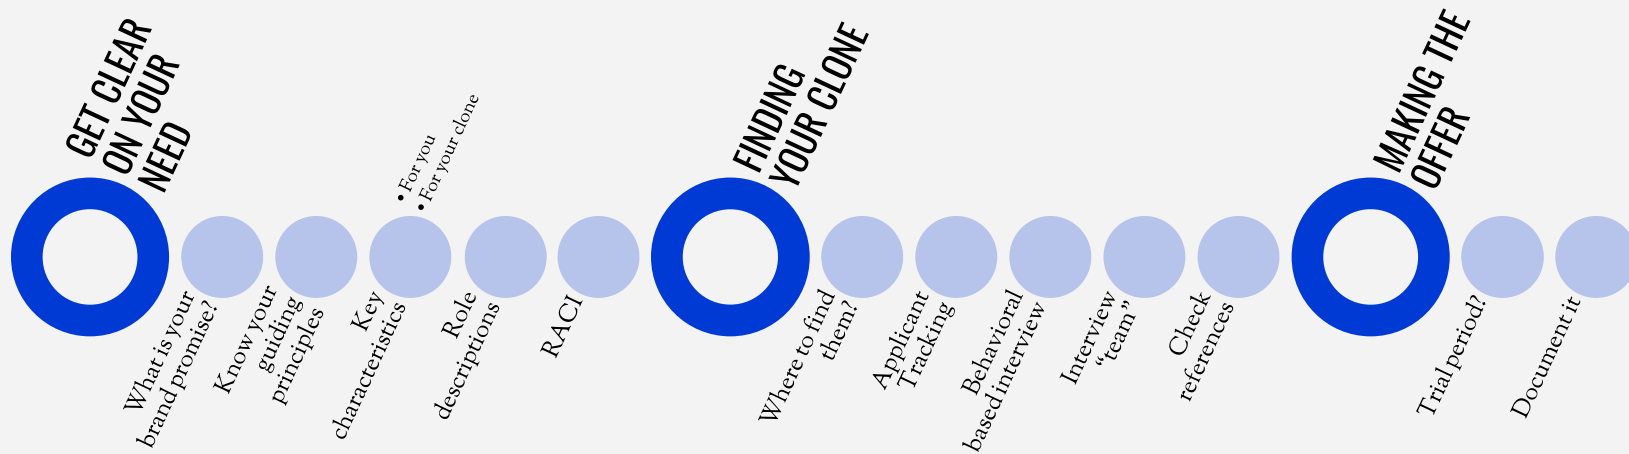 GET CLEAR
ON YOUR
NEED
What is your
brand promise?
Know your
guiding
principles
Key
characteristics
• For you
• For your clone
Role
descriptions
RACI
FINDING
YOUR CLONE
Where to find
them?
Applicant
Tracking
Behavioral
based interview
Interview
“team”
Check
references
MAKING THE
OFFER
Trial period?
Document it